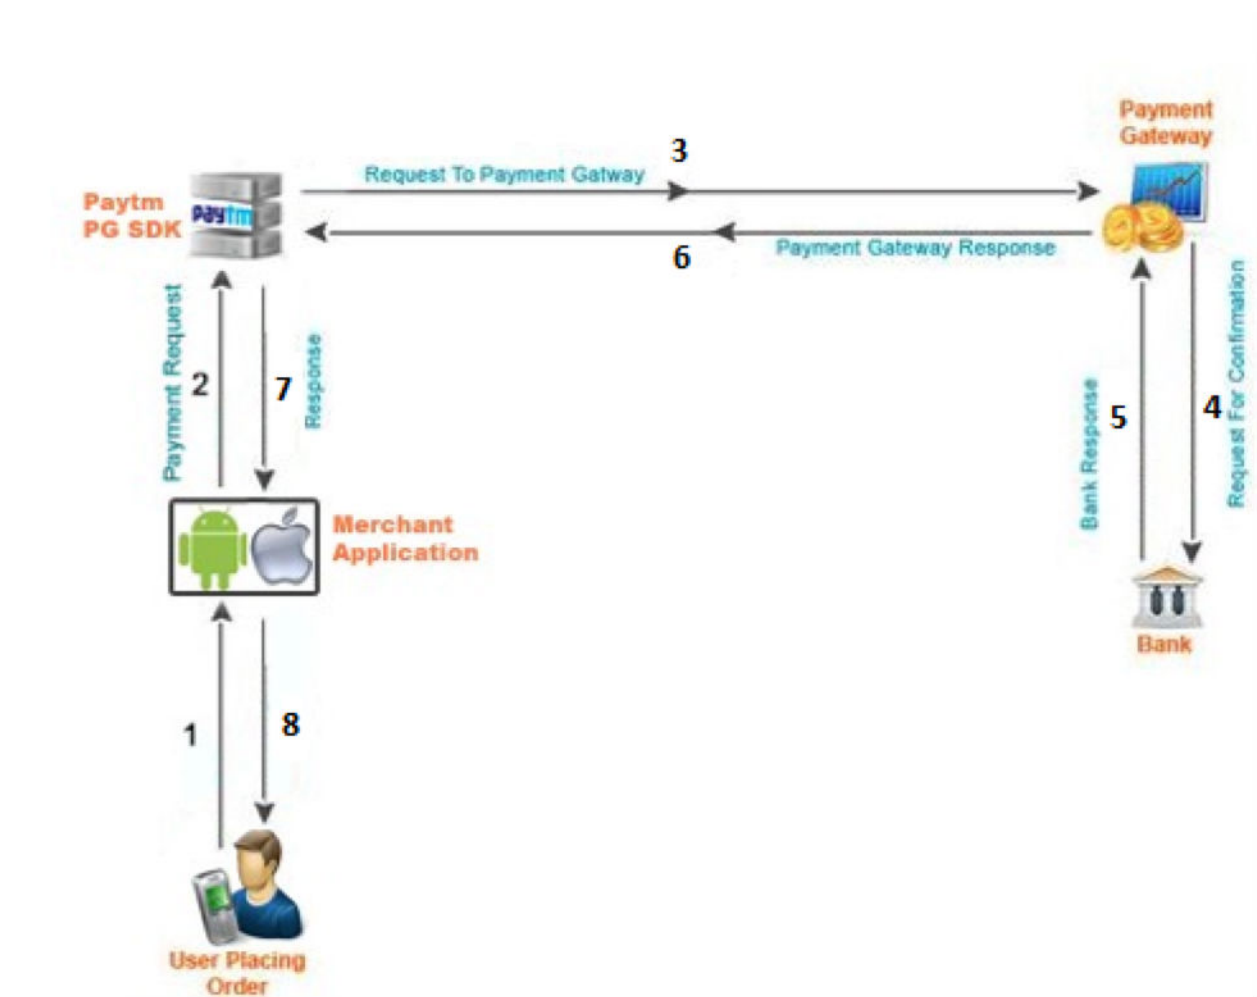 Payment
Gateway
3
Request To Payment Gatway
Paytm
PG SDK
paytm
6
Payment Gateway Response
Payment Request
2
7
Response
Bank Response
5
4
Request For Confirmation
Merchant
Application
Bank
1
8
User Placing
Order